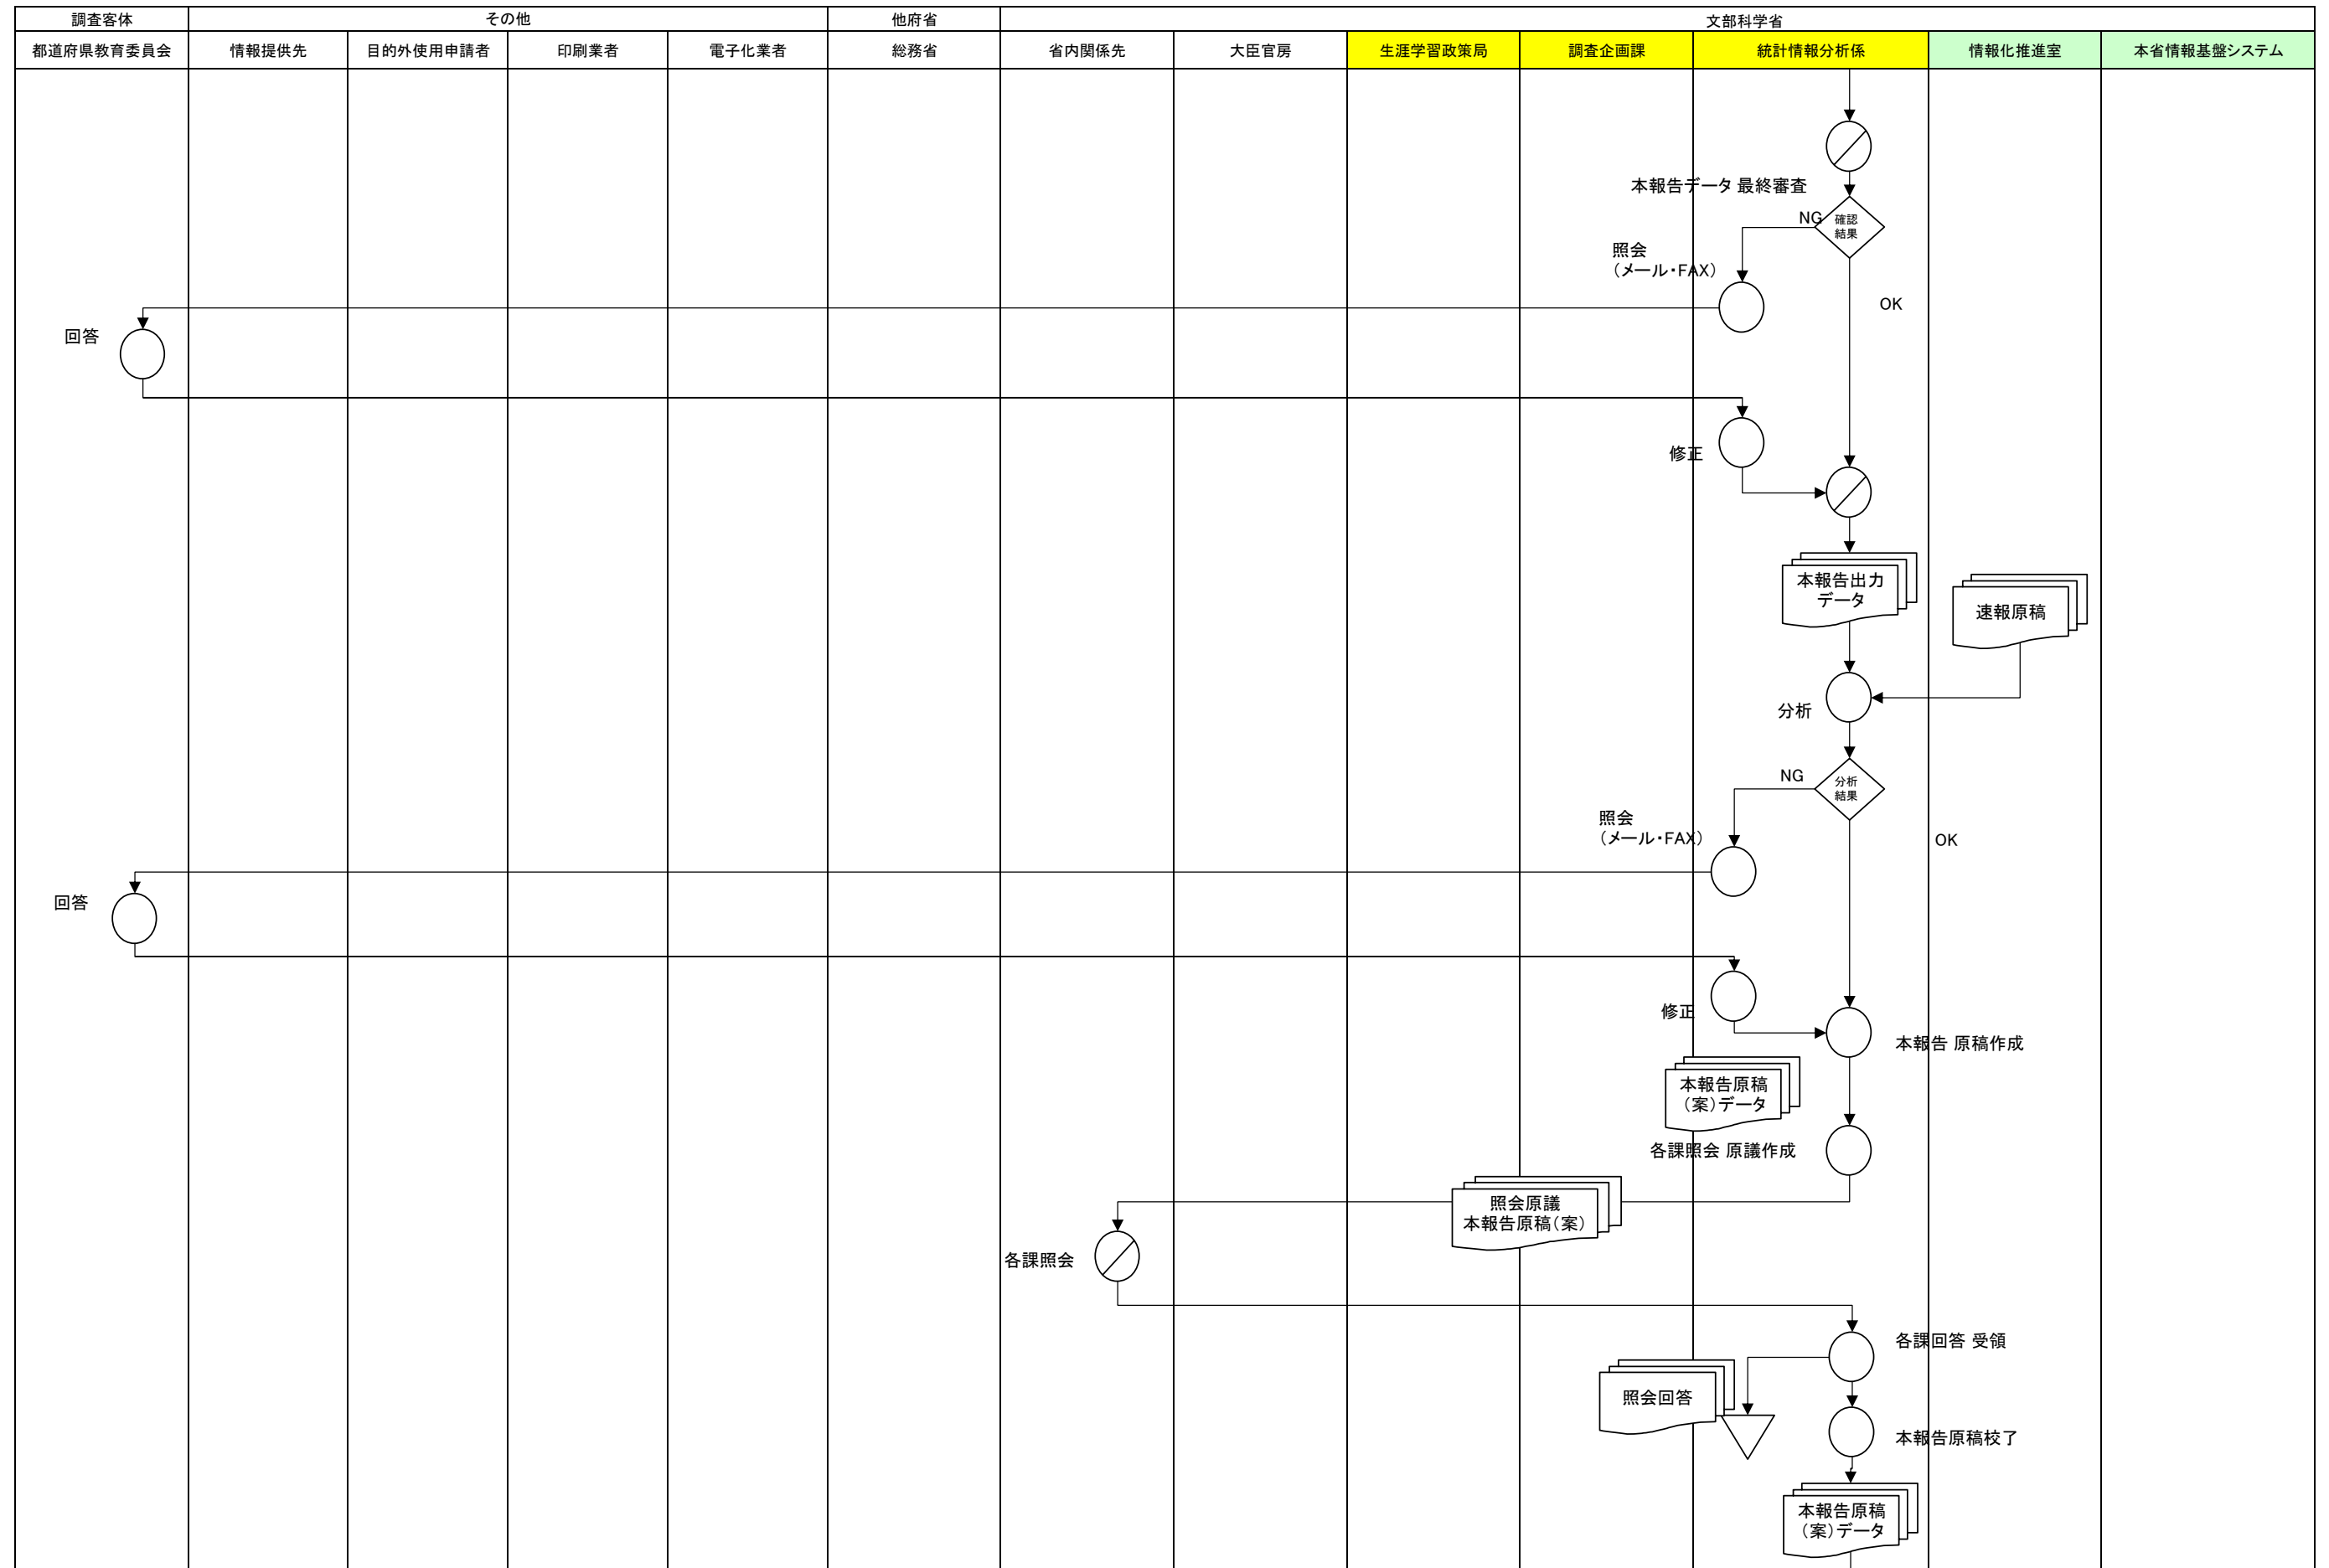 調査客体
その他
他府省
文部科学省
都道府県教育委員会
情報提供先
目的外使用申請者
印刷業者
電子化業者
総務省
省内関係先
大臣官房
生涯学習政策局
調査企画課
統計情報分析係
情報化推進室
本省情報基盤システム
本報告データ 最終審査
NG
確認
結果
照会
（メール・FAX）
OK
回答
修正
本報告出力
データ
速報原稿
分析
NG
分析
結果
照会
（メール・FAX）
OK
回答
修正
本報告 原稿作成
本報告原稿
（案）データ
各課照会 原議作成
照会原議
本報告原稿（案）
各課照会
各課回答 受領
照会回答
本報告原稿校了
本報告原稿
（案）データ